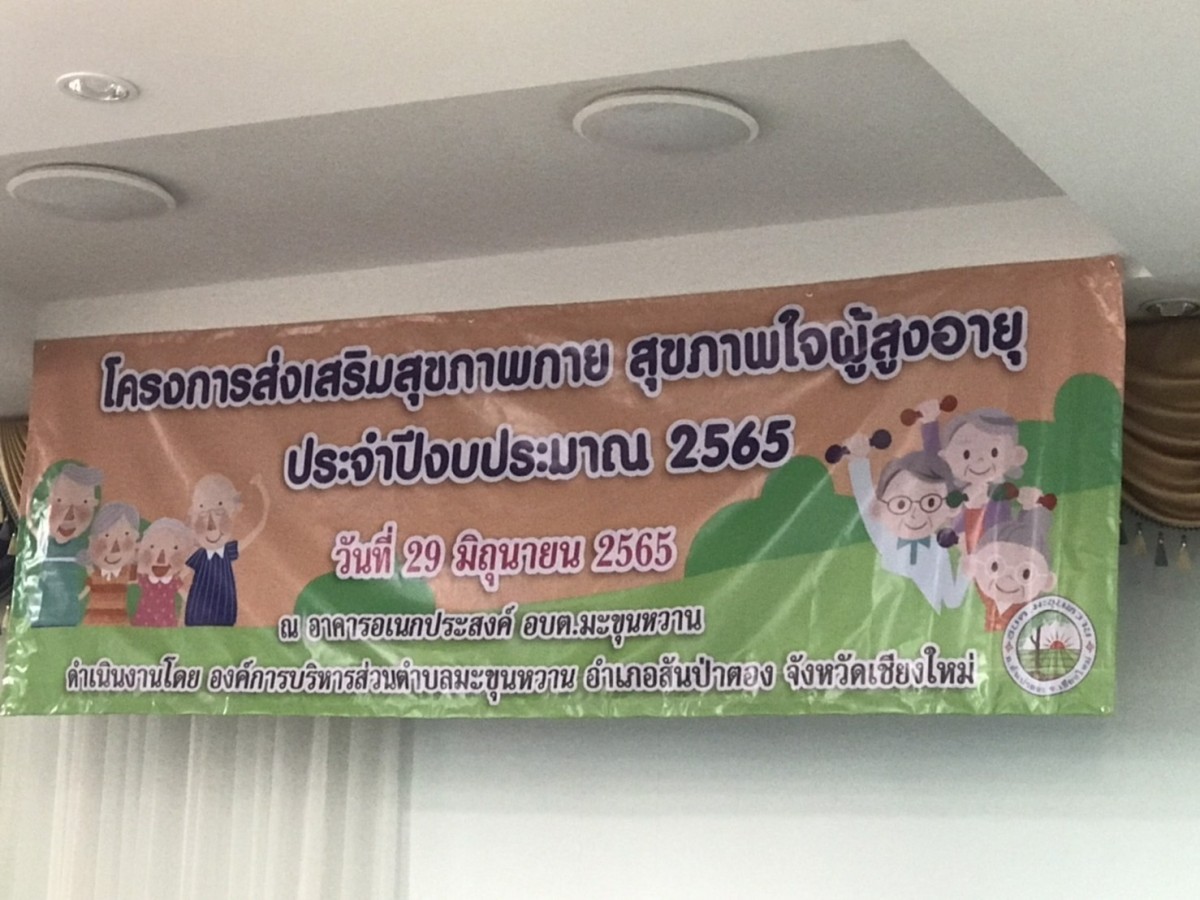 โครงการส่งเสริมสุขภาพกาย สุขภาพใจผู้สูงอายุ
ประจำปีงบประมาณ 2565
วันที่ 29 มิถุนายน 2565
ณ อาคารอเนกประสงค์ อบต.มะขุนหวาน
ดำเนินงานโดย องค์การบริหารส่วนตำบลมะขุนหวาน อำเภอสันป่าตอง จังหวัดเชียงใหม่